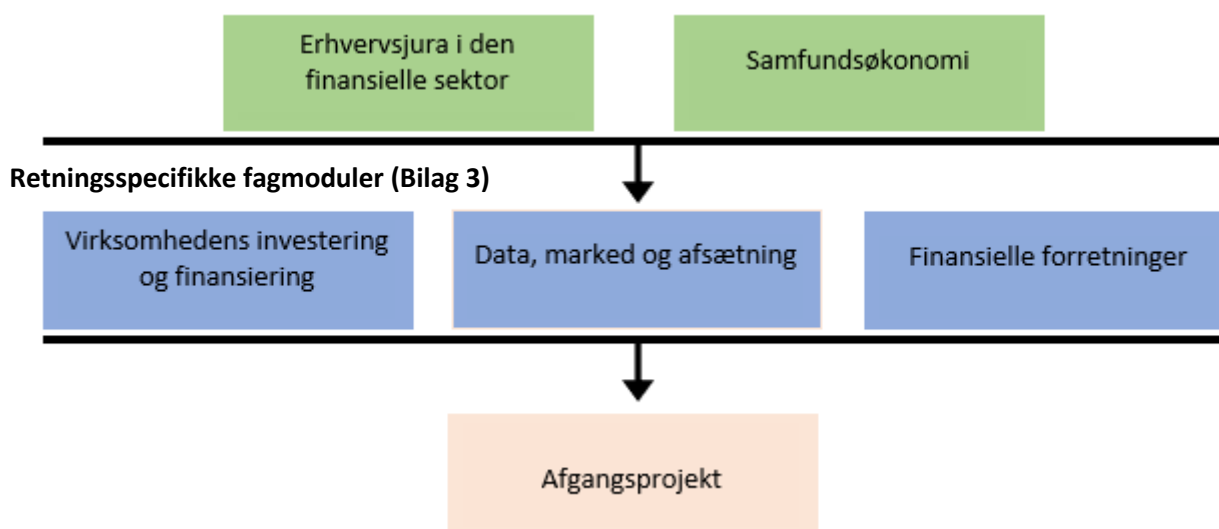 Erhvervsjura i den
finansielle sektor
Samfundsøkonomi
Retningsspecifikke fagmoduler (Bilag 3)
Virksomhedens investering
og finansiering
Data, marked og afsætning
Finansielle forretninger
Afgangsprojekt